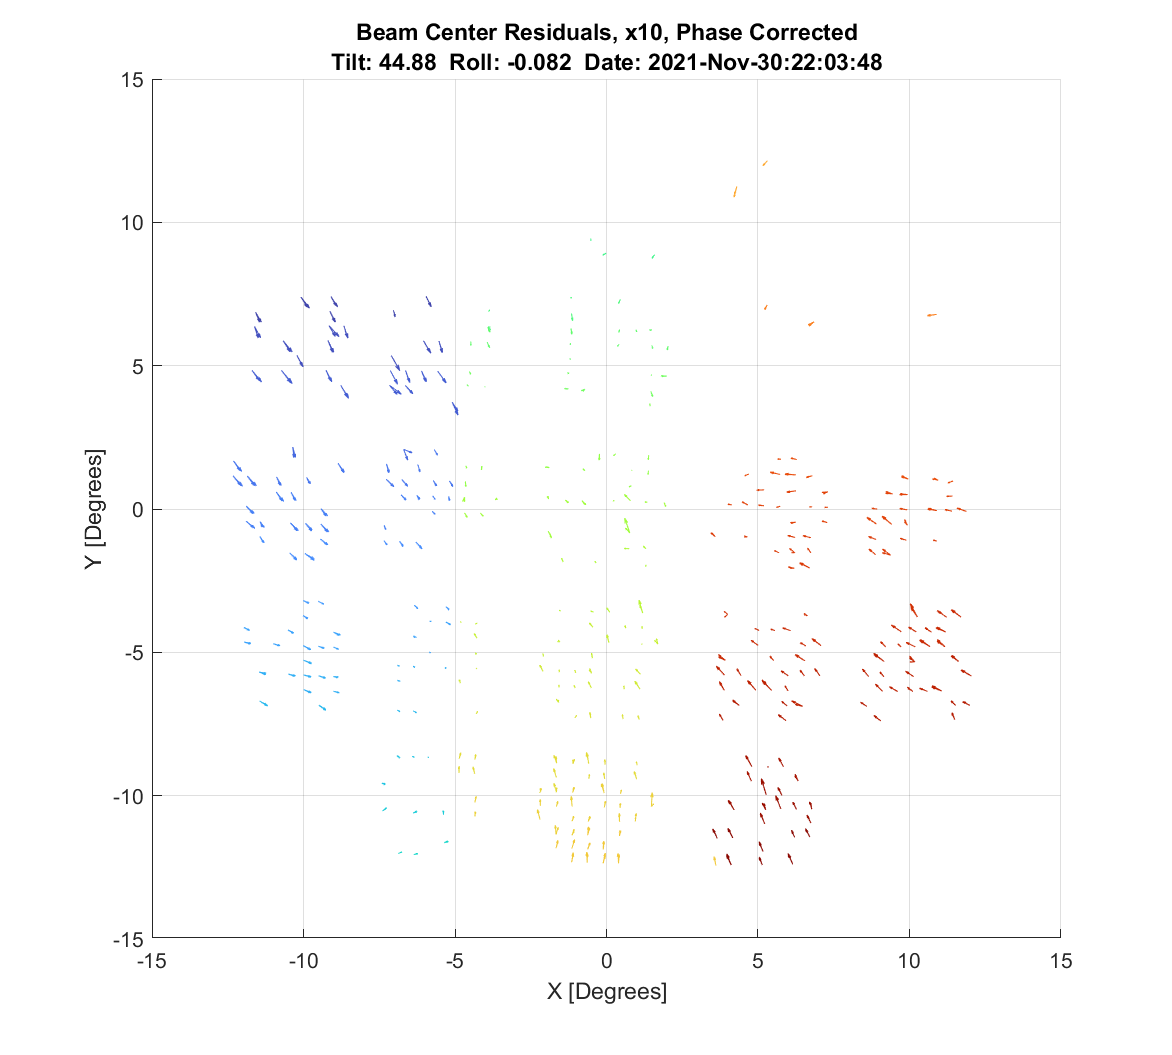 Beam Center Residuals, x10, Phase Corrected
Tilt: 44.88  Roll: -0.082  Date: 2021-Nov-30:22:03:48
15
10
5
0
-5
-10
-15
Y [Degrees]
-15 -10 -5 0 5 10 15
X [Degrees]